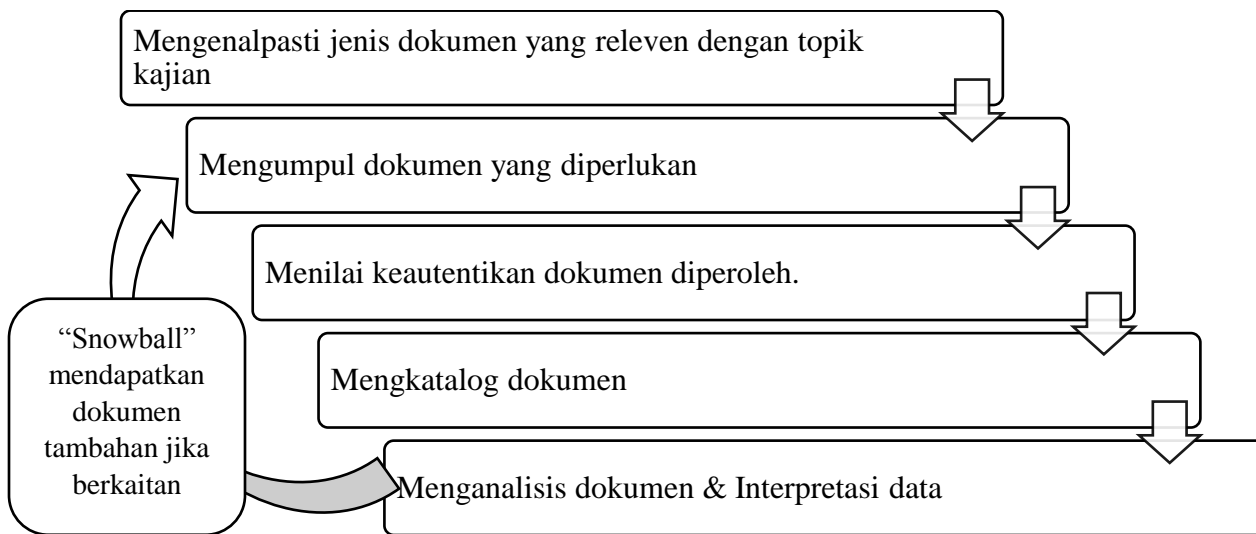 Mengenalpasti jenis dokumen yang releven dengan topik
kajian
Mengumpul dokumen yang diperlukan
Menilai keautentikan dokumen diperoleh.
Mengkatalog dokumen
Menganalisis dokumen & Interpretasi data
“Snowball”
mendapatkan
dokumen
tambahan jika
berkaitan